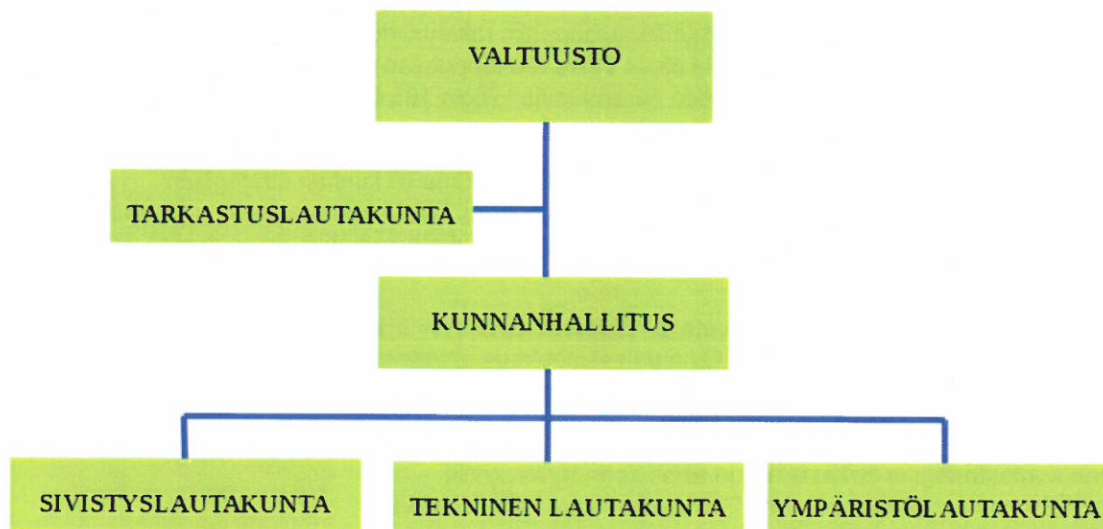 VALTUUSTO
TARKASTUSLAUTAKUNTA
KUNNANHALLITUS
SIVISTYSLAUTAKUNTA
TEKNINEN LAUTAKUNTA
YMPÄRISTÖLAUTAKUNTA